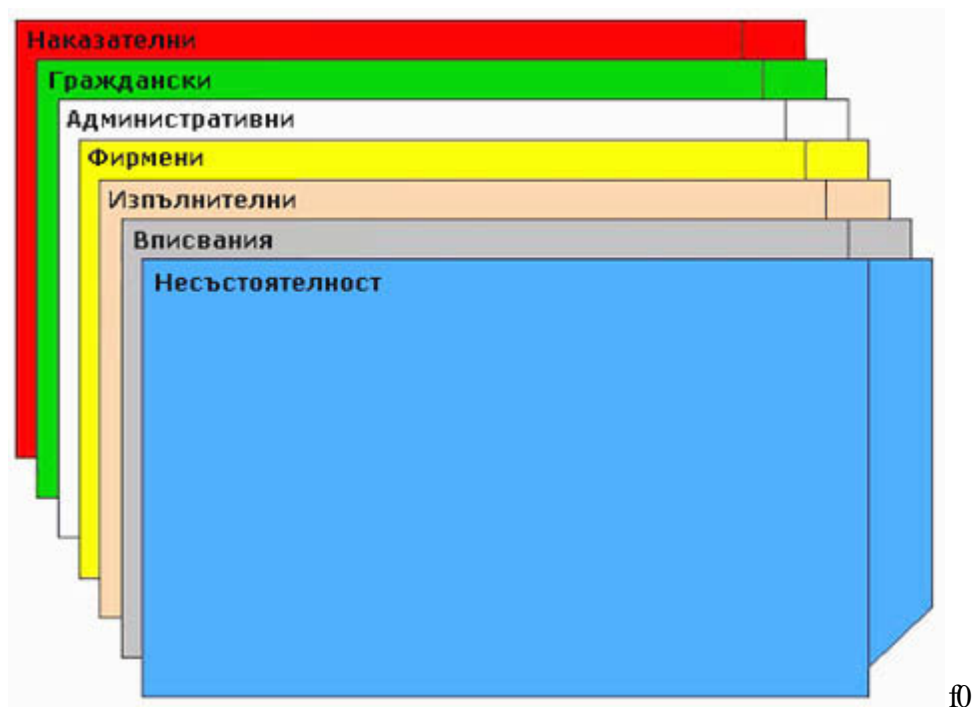 Наказателни
Граждански
Административни
Фирмени
Изпълнителни
Вписвания
Несъстоятелност
f0